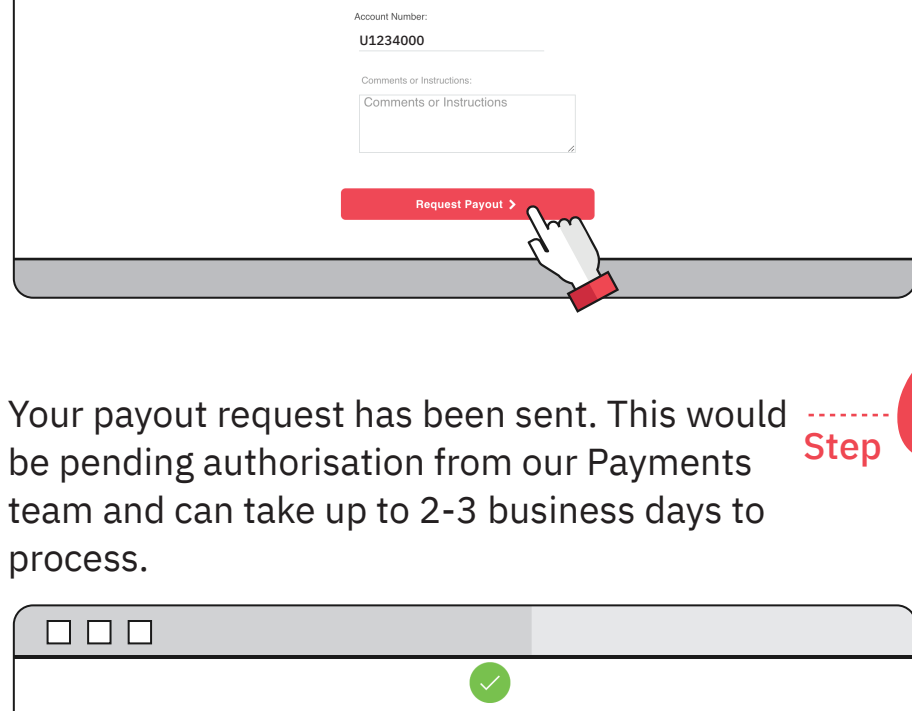 Account Number:
U1234000
Comments or Instructions:
Comments or Instructions
Request Payout
Your payout request has been sent. This would
be pending authorisation from our Payments
team and can take up to 2-3 business days to
process.
Step